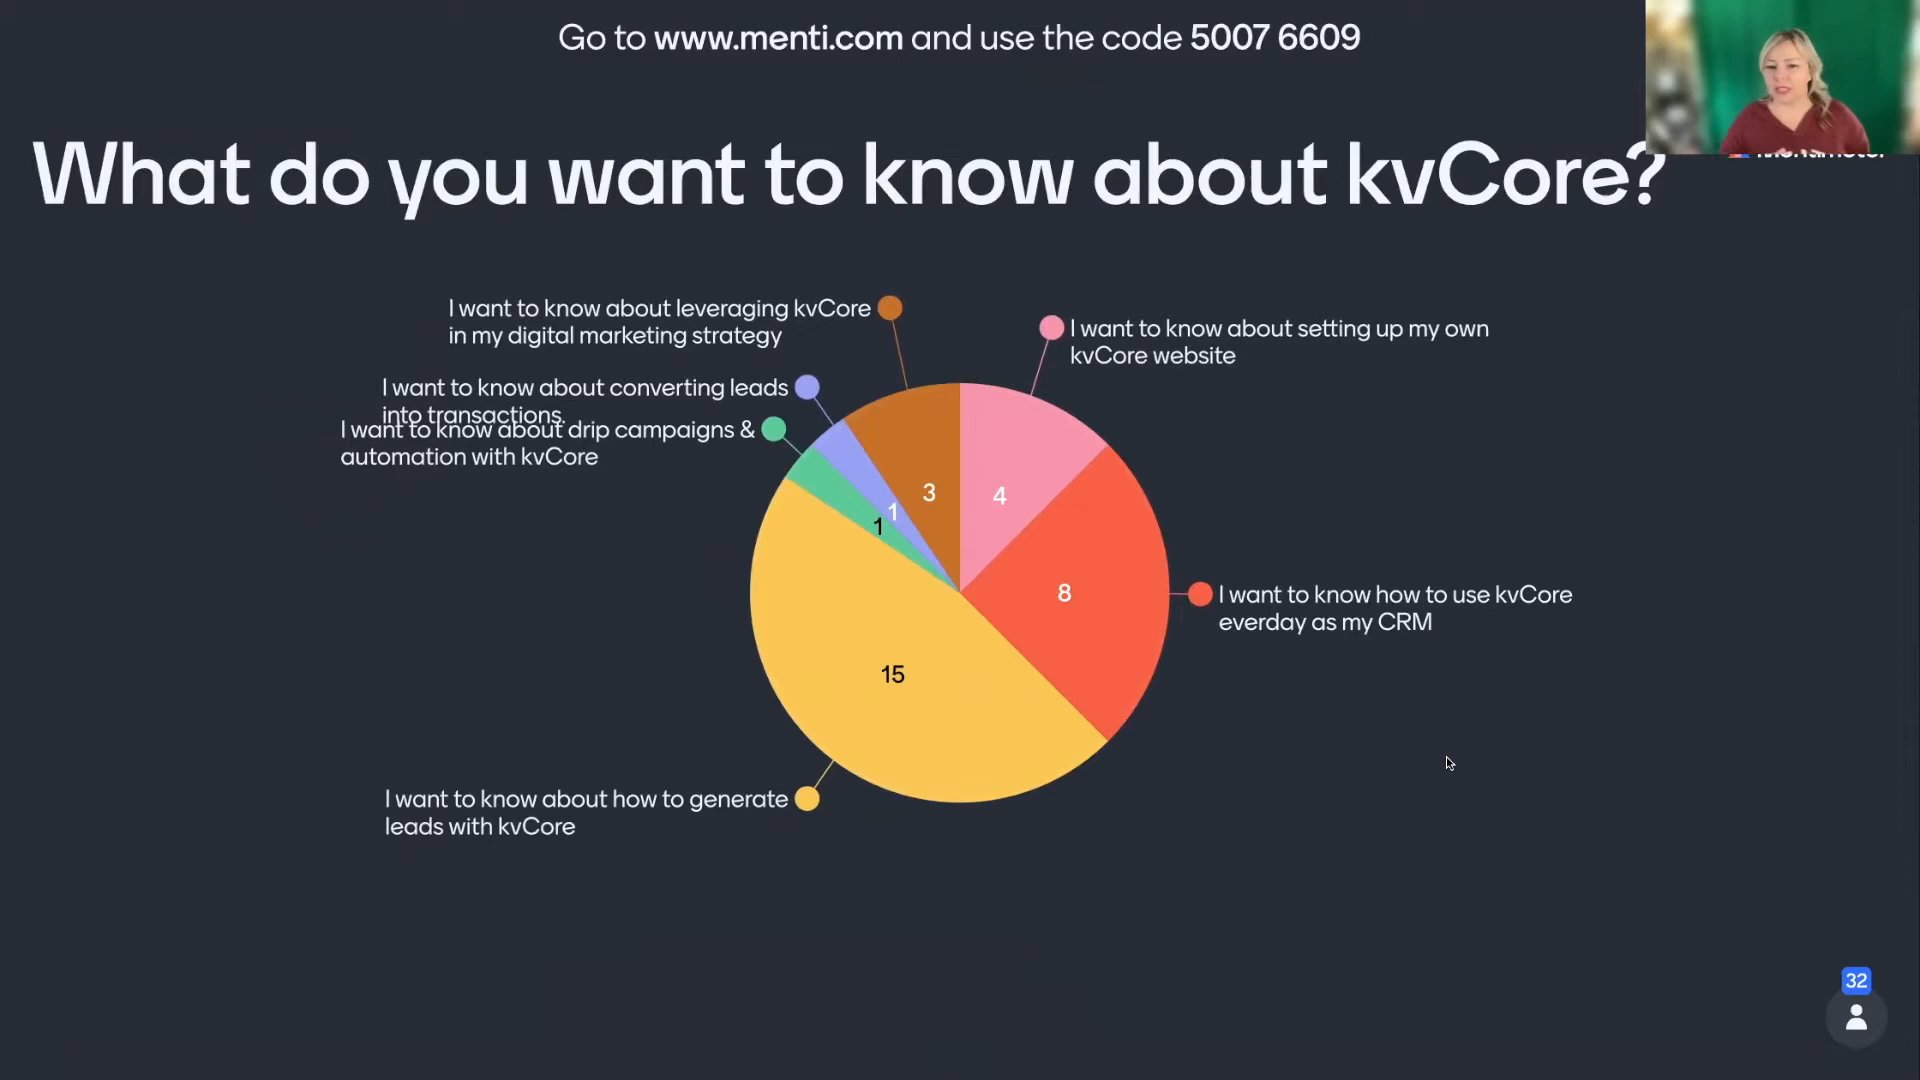 Go to www.menti.com and use the code 5007 6609
What do you want to know about kvCore?
I want to know about leveraging kvCore
in my digital marketing strategy
I want to know about setting up my own
kvCore website
I want to know about converting leads
into transactions.
I want to know about drip campaigns &
automation with kvCore
3
4
1
1
8
I want to know how to use kvCore
everday as my CRM
15
I want to know about how to generate
leads with kvCore
32